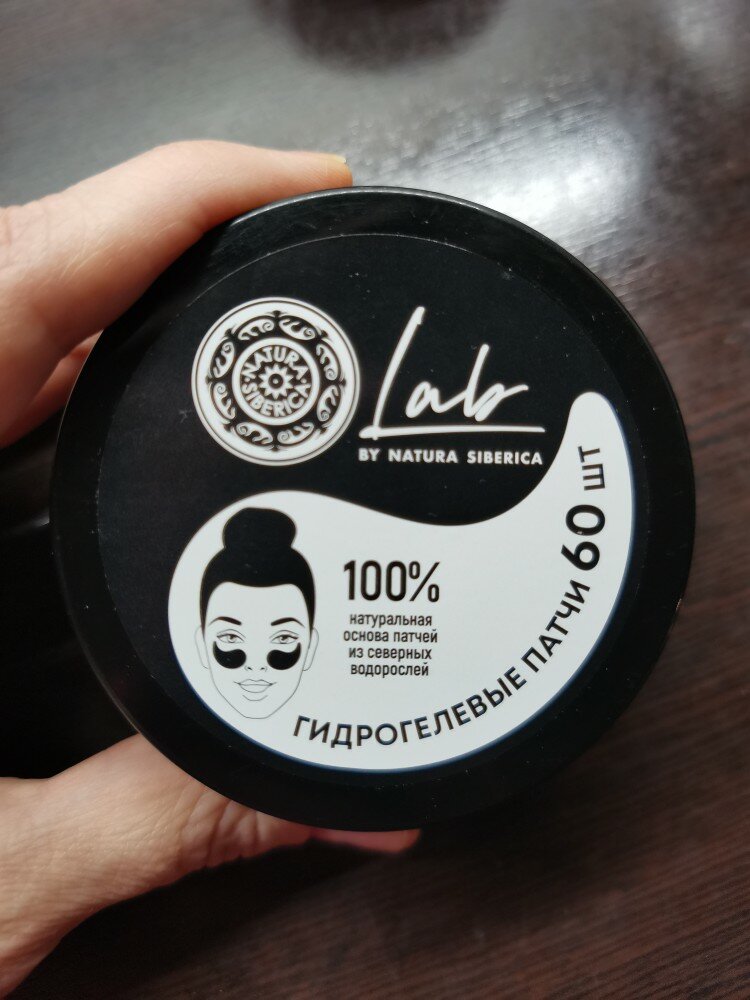 NATURA
SIBERICA
Lab
BY NATURA SIBERICA
100%
натуральная
основа патчей
из северных
водорослей
ГИДРОГЕЛЕВЫЕ ПАТЧИ 60 ШТ